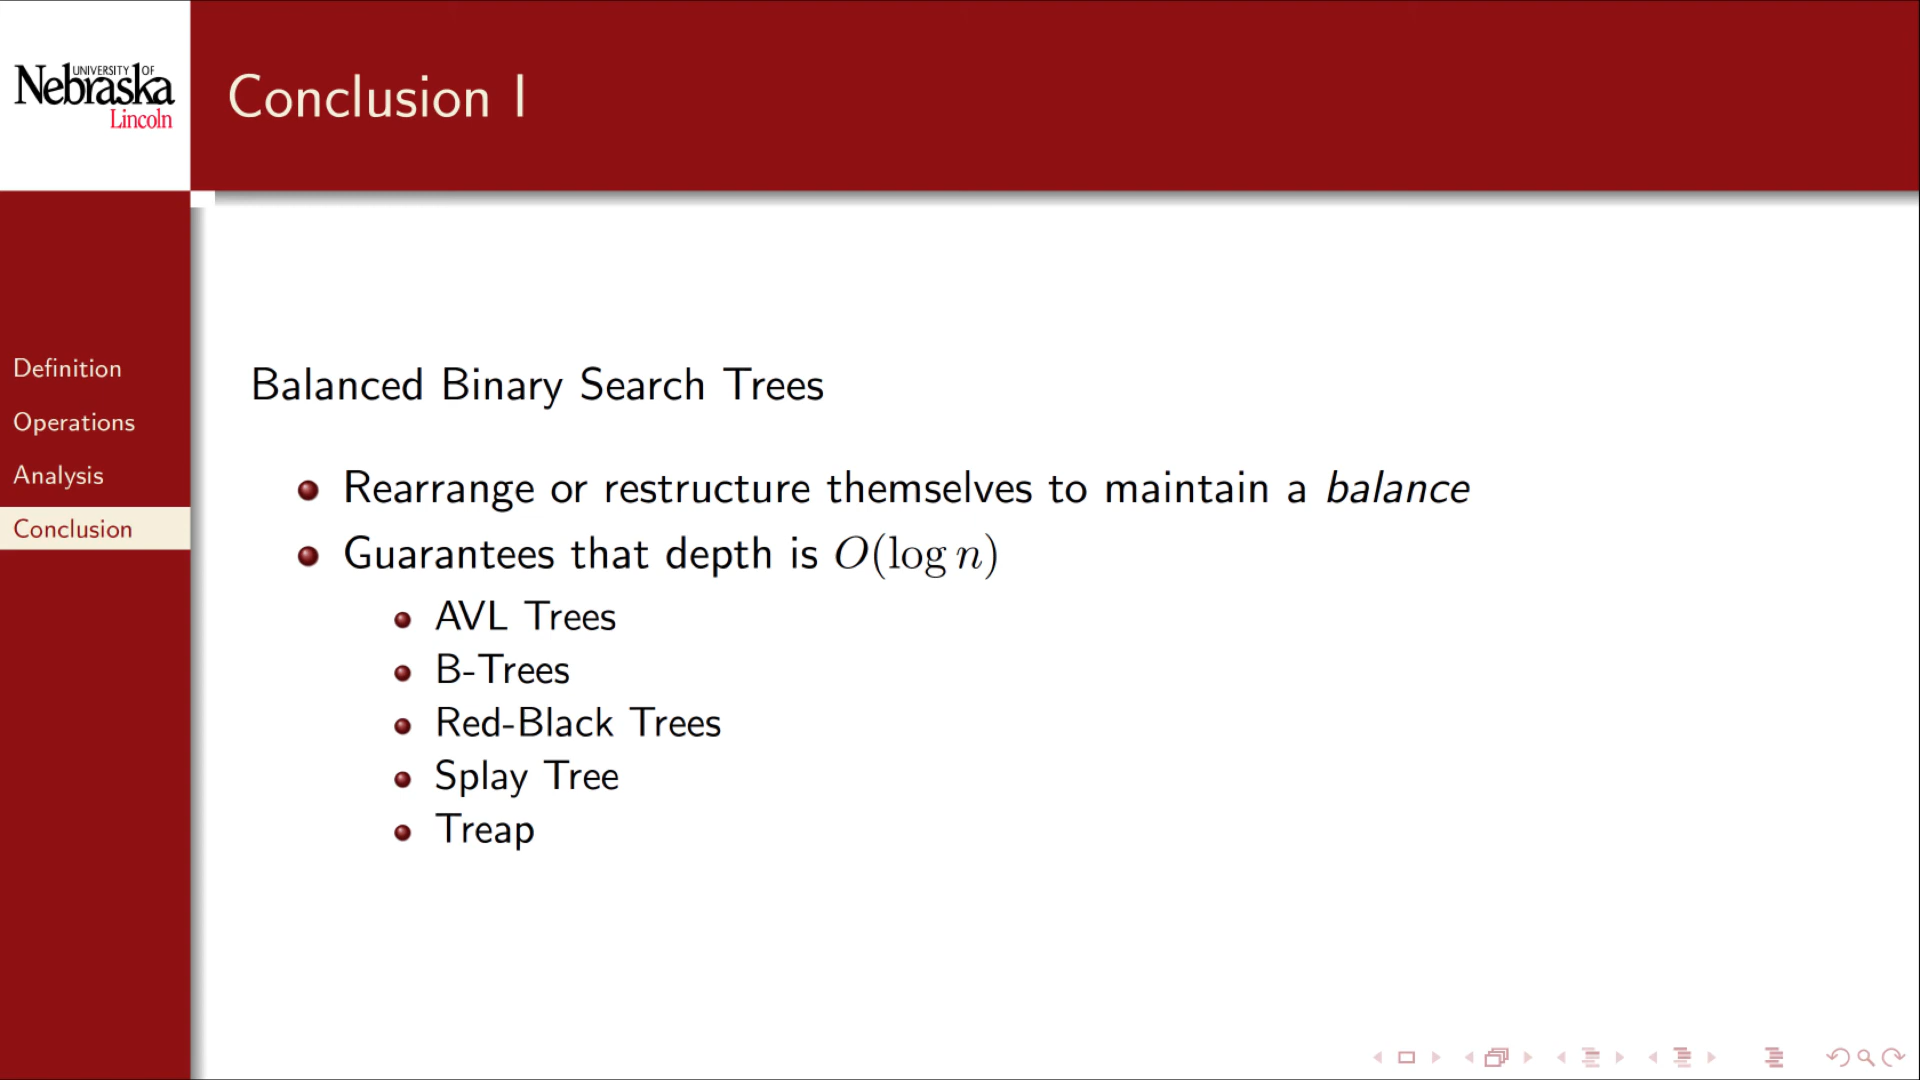 UNIVERSITY OF
Nebraska
Lincoln
Conclusion I
Definition
Operations
Analysis
Conclusion
Balanced Binary Search Trees
Rearrange or restructure themselves to maintain a balance
Guarantees that depth is O(log n)
AVL Trees
B-Trees
Red-Black Trees
Splay Tree
Treap